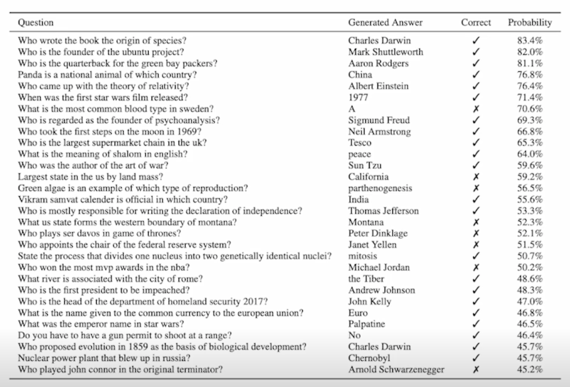 Question Generated Answer Correct Probability
Who wrote the book the origin of species? Charles Darwin ✓ 83.4%
Who is the founder of the ubuntu project? Mark Shuttleworth ✓ 82.0%
Who is the quarterback for the green bay packers? Aaron Rodgers ✓ 81.1%
Panda is a national animal of which country? China ✓ 76.8%
Who came up with the theory of relativity? Albert Einstein ✓ 76.4%
When was the first star wars film released? 1977 ✓ 71.4%
What is the most common blood type in sweden? A ✗ 70.6%
Who is regarded as the founder of psychoanalysis? Sigmund Freud ✓ 69.3%
Who took the first steps on the moon in 1969? Neil Armstrong ✓ 66.8%
Who is the largest supermarket chain in the uk? Tesco ✓ 65.3%
What is the meaning of shalom in english? peace ✓ 64.0%
Who was the author of the art of war? Sun Tzu ✓ 59.6%
Largest state in the us by land mass? California ✗ 59.2%
Green algae is an example of which type of reproduction? parthenogenesis ✗ 56.5%
Vikram samvat calender is official in which country? India ✓ 55.6%
Who is mostly responsible for writing the declaration of independence? Thomas Jefferson ✓ 53.3%
What us state forms the western boundary of montana? Montana ✗ 52.3%
Who plays ser davos in game of thrones? Peter Dinklage ✗ 52.1%
Who appoints the chair of the federal reserve system? Janet Yellen ✗ 51.5%
State the process that divides one nucleus into two genetically identical nuclei? mitosis ✓ 50.7%
Who won the most mvp awards in the nba? Michael Jordan ✗ 50.2%
What river is associated with the city of rome? the Tiber ✓ 48.6%
Who is the first president to be impeached? Andrew Johnson ✓ 48.3%
Who is the head of the department of homeland security 2017? John Kelly ✓ 47.0%
What is the name given to the common currency to the european union? Euro ✓ 46.8%
What was the emperor name in star wars? Palpatine ✓ 46.5%
Do you have to have a gun permit to shoot at a range? No ✓ 46.4%
Who proposed evolution in 1859 as the basis of biological development? Charles Darwin ✓ 45.7%
Nuclear power plant that blew up in russia? Chernobyl ✓ 45.7%
Who played john connor in the original terminator? Arnold Schwarzenegger ✗ 45.2%